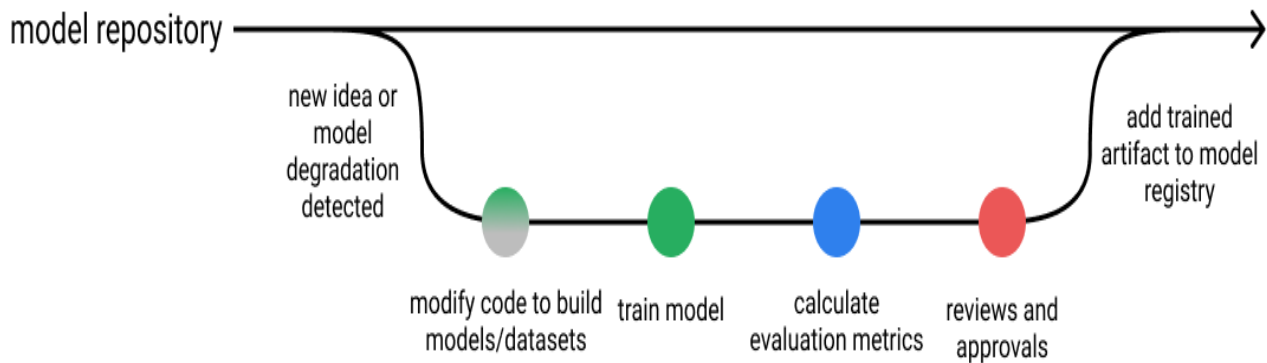 model repository
new idea or
model
degradation
detected
add trained
artifact to model
registry
modify code to build
models/datasets
train model
calculate
evaluation metrics
reviews and
approvals